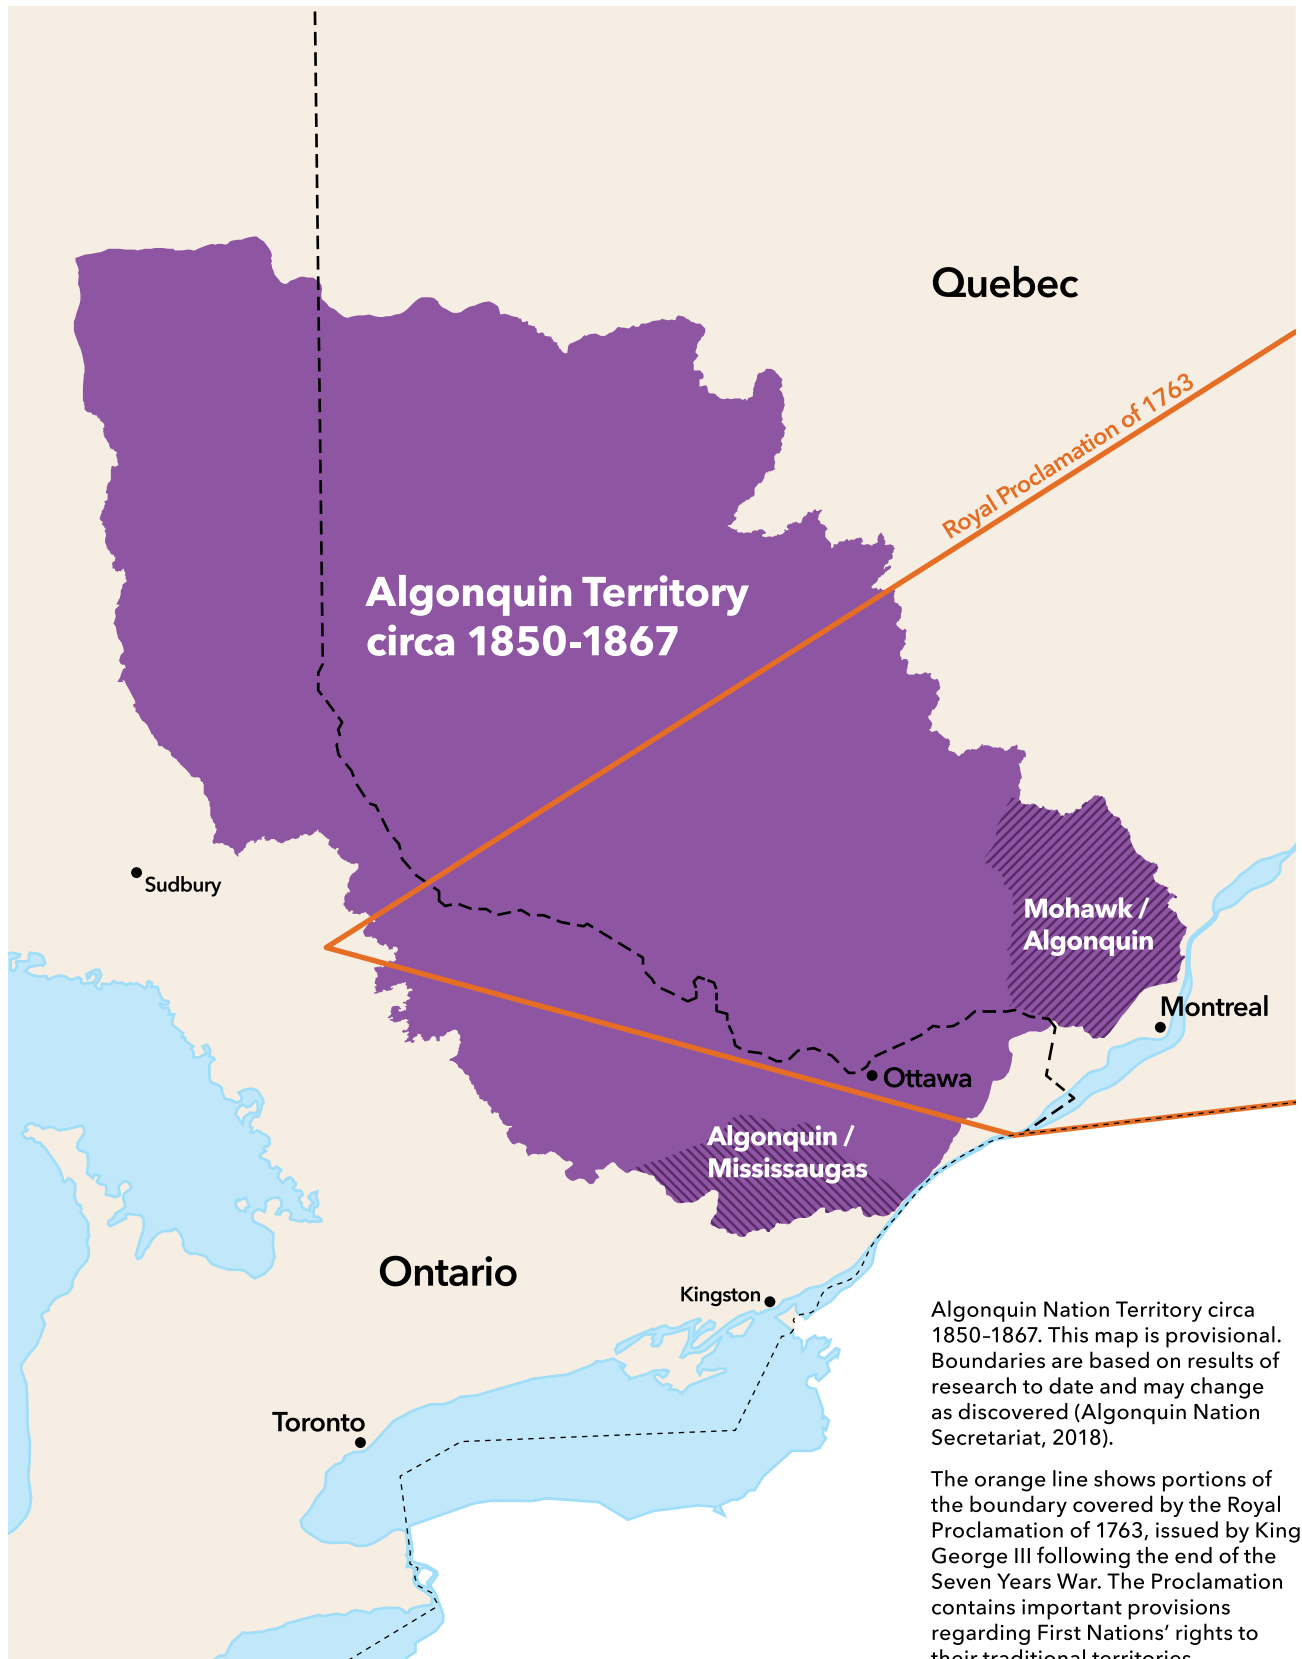 Quebec
Royal Proclamation of 1763
Algonquin Territory
circa 1850-1867
Sudbury
Mohawk /
Algonquin
Montreal
Ottawa
Algonquin /
Mississaugas
Ontario
Kingston
Toronto
Algonquin Nation Territory circa
1850–1867. This map is provisional.
Boundaries are based on results of
research to date and may change
as discovered (Algonquin Nation
Secretariat, 2018).
The orange line shows portions of
the boundary covered by the Royal
Proclamation of 1763, issued by King
George III following the end of the
Seven Years War. The Proclamation
contains important provisions
regarding First Nations’ rights to
their traditional territories.